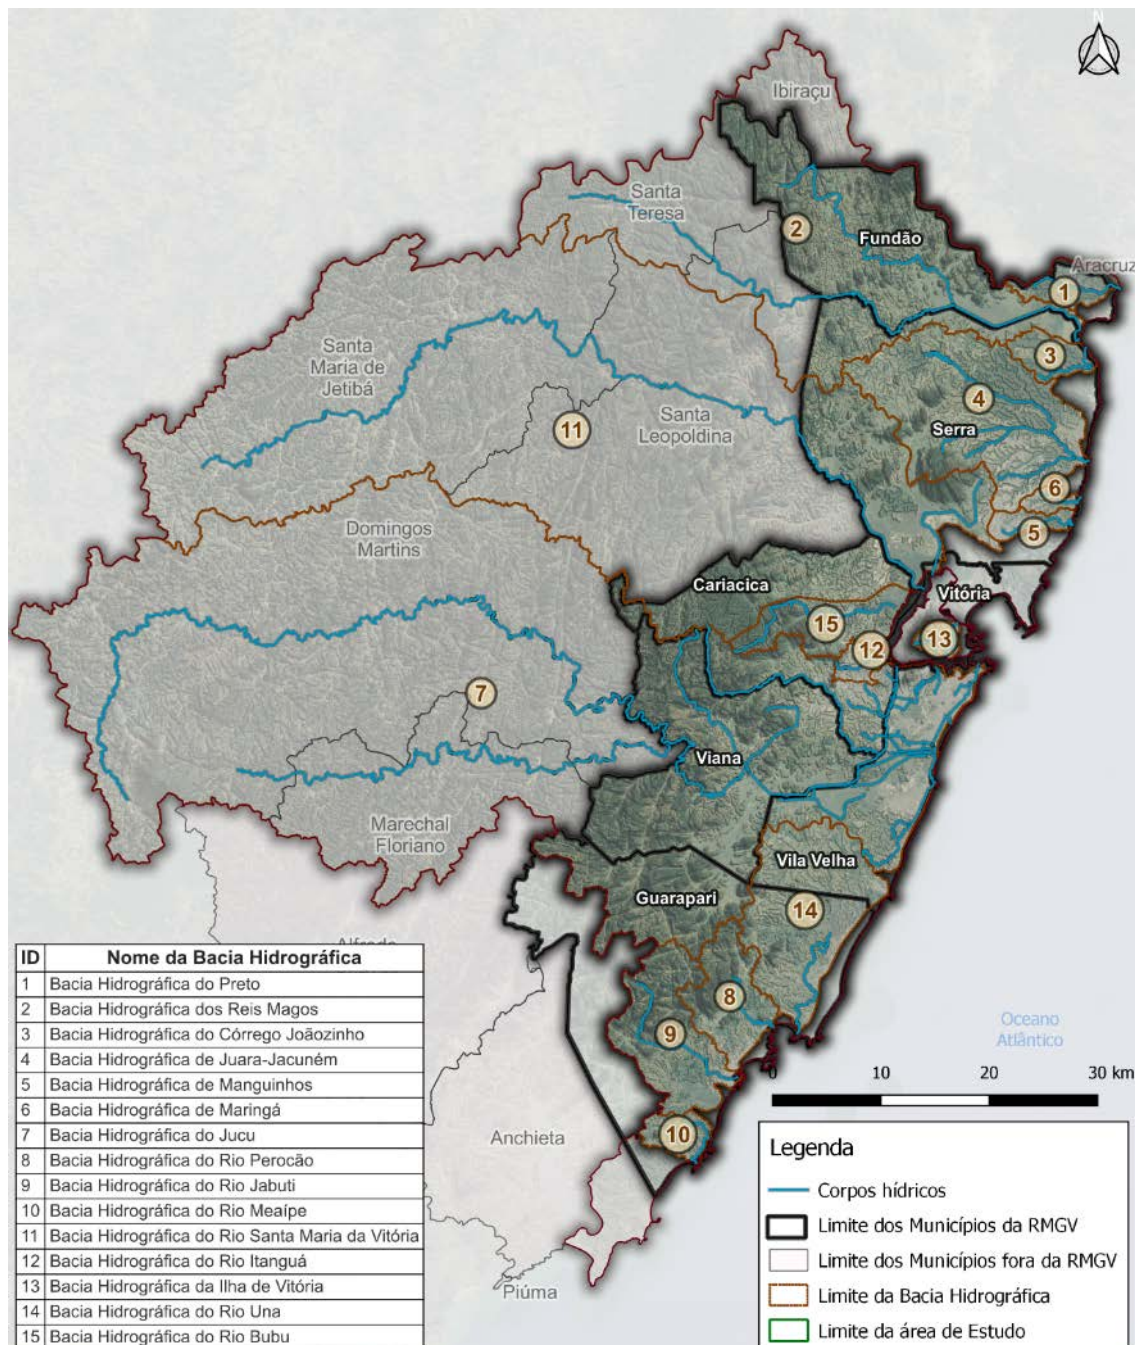 N
Ibiraçu
Santa
Teresa
2
Fundão
Aracruz
1
3
Santa
Maria de
Jetibá
4
11
Santa
Leopoldina
Serra
6
Domingos
Martins
5
Cariacica
Vitória
15
12
13
7
Viana
Marechal
Floriano
Vila Velha
Guarapari
14
8
9
10
Anchieta
Piúma
Oceano
Atlântico
0 10 20 30 km
ID Nome da Bacia Hidrográfica
1 Bacia Hidrográfica do Preto
2 Bacia Hidrográfica dos Reis Magos
3 Bacia Hidrográfica do Córrego Joãozinho
4 Bacia Hidrográfica de Juara-Jacuném
5 Bacia Hidrográfica de Manguinhos
6 Bacia Hidrográfica de Maringá
7 Bacia Hidrográfica do Jucu
8 Bacia Hidrográfica do Rio Perocão
9 Bacia Hidrográfica do Rio Jabuti
10 Bacia Hidrográfica do Rio Meaípe
11 Bacia Hidrográfica do Rio Santa Maria da Vitória
12 Bacia Hidrográfica do Rio Itanguá
13 Bacia Hidrográfica da Ilha de Vitória
14 Bacia Hidrográfica do Rio Una
15 Bacia Hidrográfica do Rio Bubu
Legenda
Corpos hídricos
Limite dos Municípios da RMGV
Limite dos Municípios fora da RMGV
Limite da Bacia Hidrográfica
Limite da área de Estudo